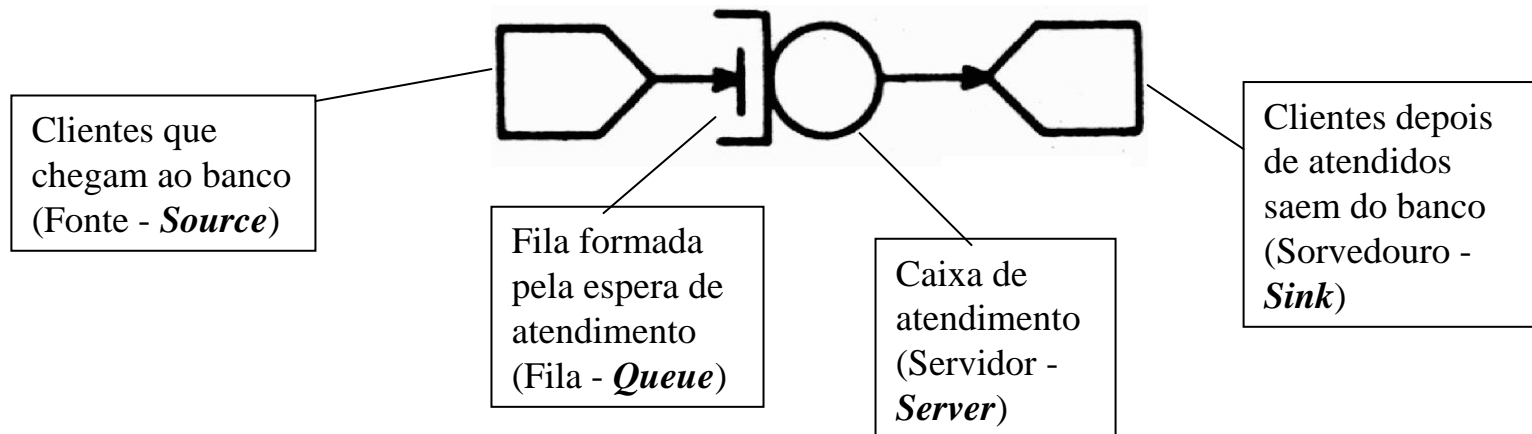 Clientes que
chegam ao banco
(Fonte - Source)
Fila formada
pela espera de
atendimento
(Fila - Queue)
Caixa de
atendimento
(Servidor -
Server)
Clientes depois
de atendidos
saem do banco
(Sorvedouro -
Sink)